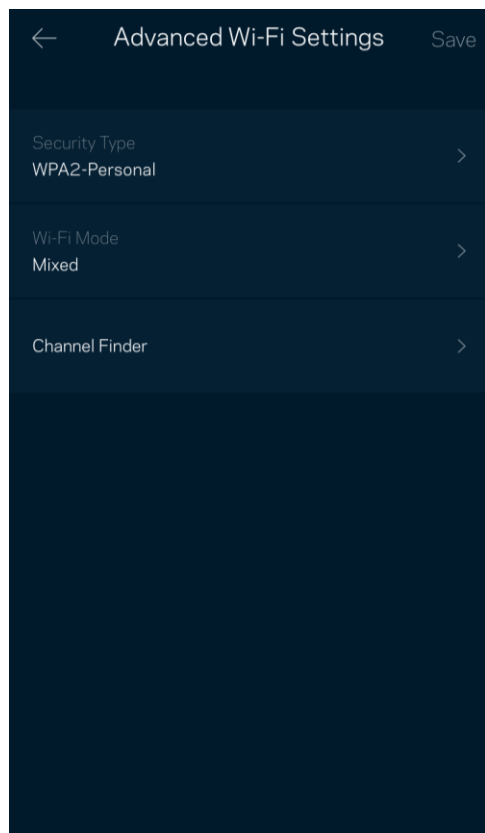 Advanced Wi-Fi Settings Save
Security Type
WPA2-Personal
Wi-Fi Mode
Mixed
Channel Finder